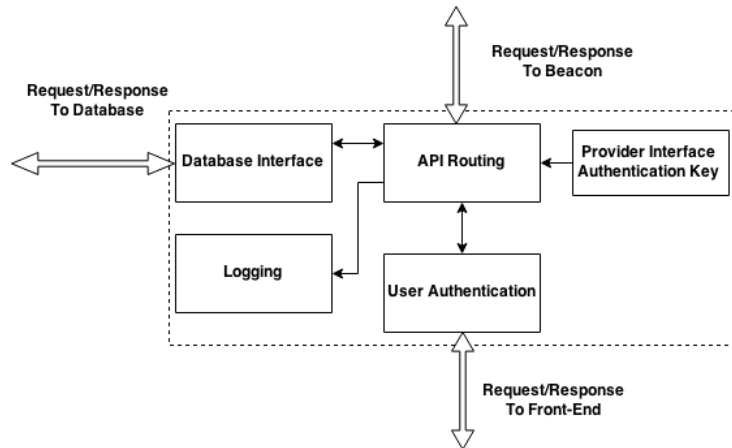 Request/Response
To Beacon
Request/Response
To Database
Database Interface
API Routing
Provider Interface
Authentication Key
Logging
User Authentication
Request/Response
To Front-End